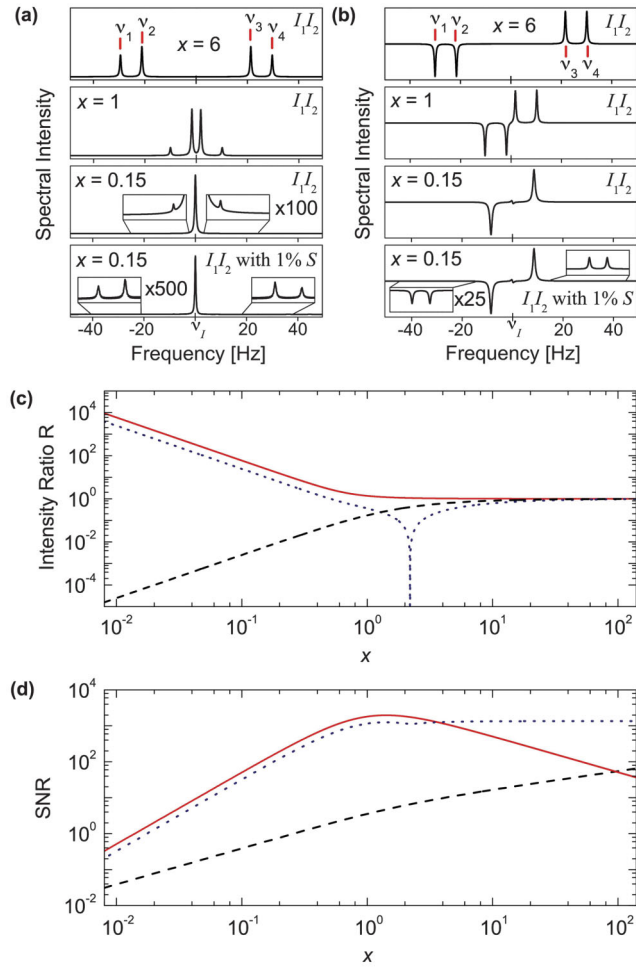 (a)
ν1 ν2 ν3 ν4
x = 6
I1I2
x = 1
I1I2
x = 0.15
I1I2
x100
x = 0.15
I1I2 with 1% S
x500
-40 -20 νI 20 40
Frequency [Hz]
Spectral Intensity
(b)
ν1 ν2
x = 6
I1I2
ν3 ν4
x = 1
I1I2
x = 0.15
I1I2
x = 0.15
x25
I1I2 with 1% S
-40 -20 νI 20 40
Frequency [Hz]
Spectral Intensity
(c)
Intensity Ratio R
10^4
10^2
10^0
10^-2
10^-4
10^-2 10^-1 10^0 10^1 10^2
x
(d)
SNR
10^4
10^2
10^0
10^-2
10^-2 10^-1 10^0 10^1 10^2
x